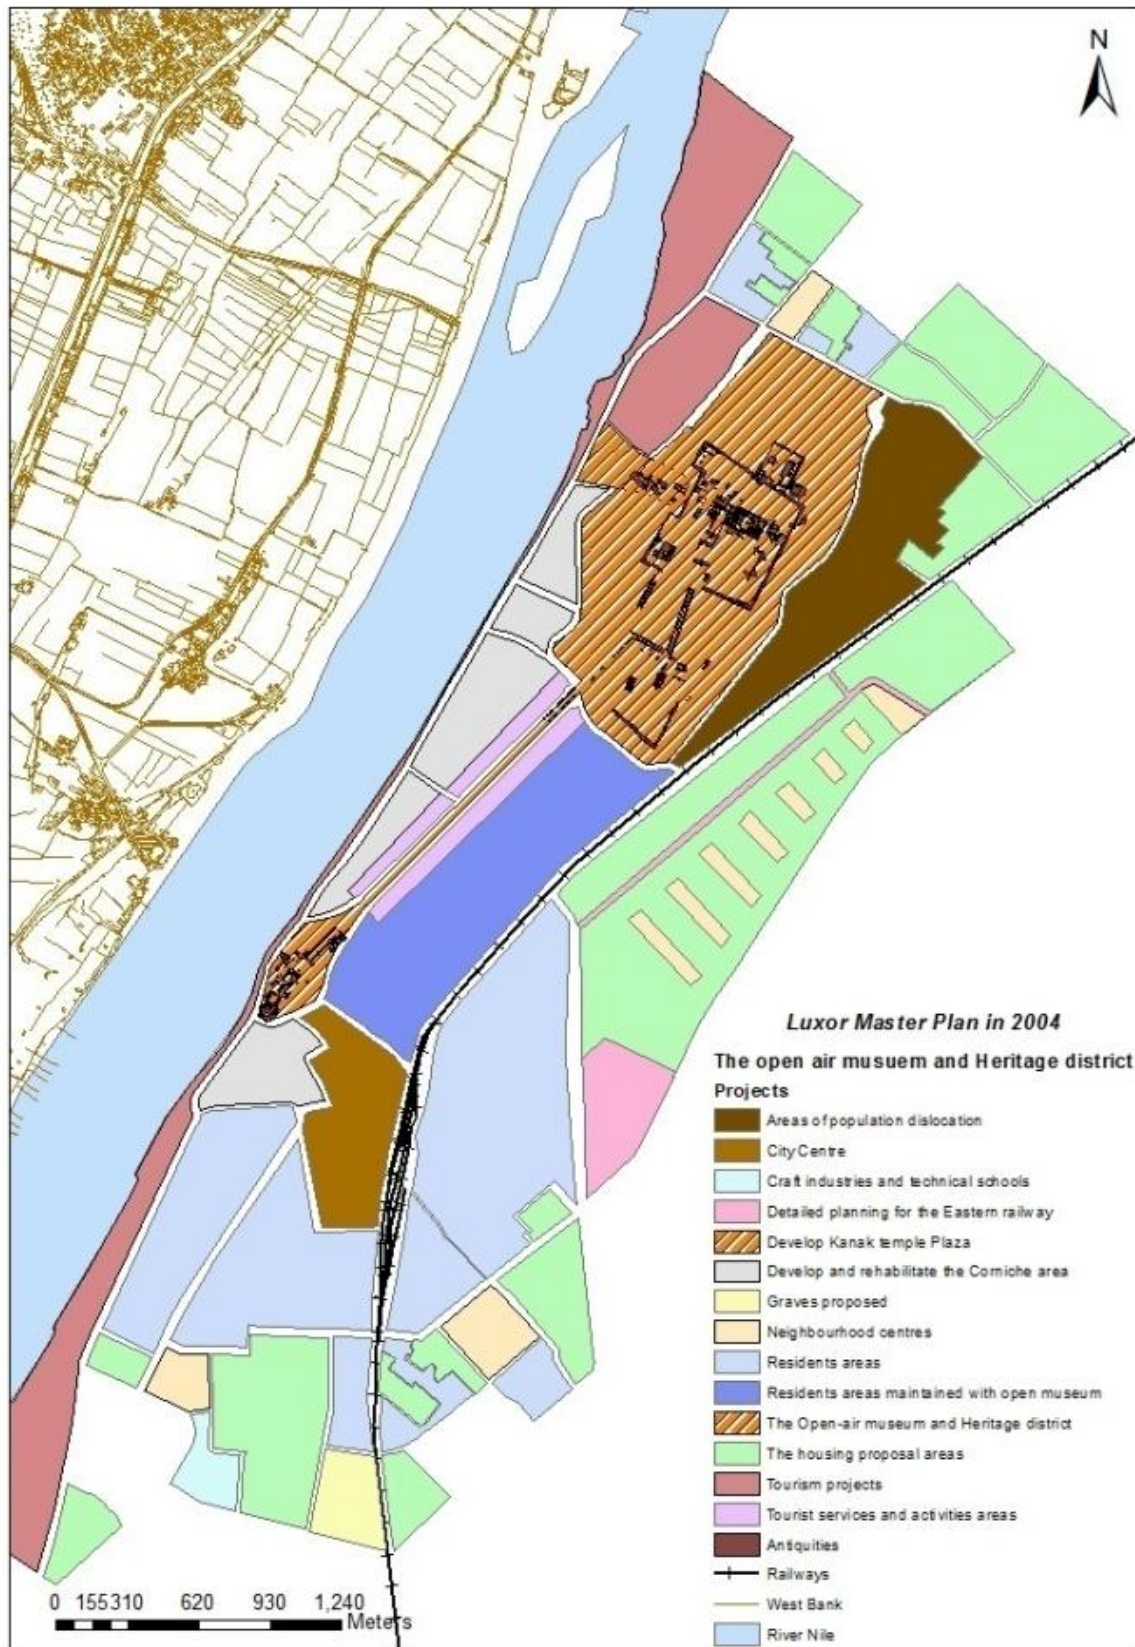 N
Luxor Master Plan in 2004
The open air musuem and Heritage district
Projects
Areas of population dislocation
City Centre
Craft industries and technical schools
Detailed planning for the Eastern railway
Develop Kanak temple Plaza
Develop and rehabilitate the Corniche area
Graves proposed
Neighbourhood centres
Residents areas
Residents areas maintained with open museum
The Open-air museum and Heritage district
The housing proposal areas
Tourism projects
Tourist services and activities areas
Antiquities
Railways
West Bank
River Nile
0 155310 620 930 1,240
Meters